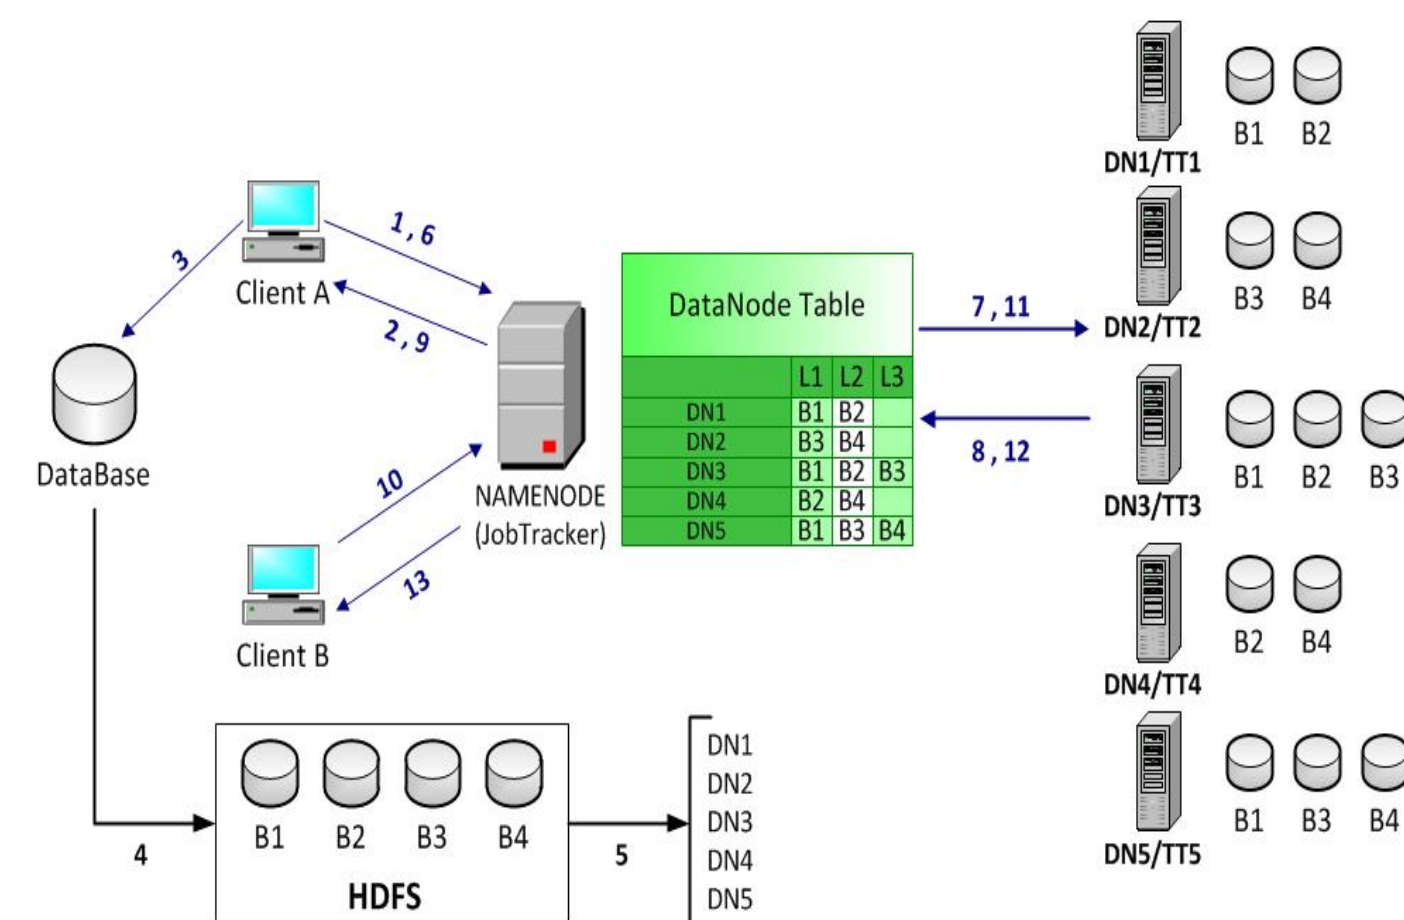 B1 B2
DN1/TT1
1, 6
3
Client A
2, 9
B3 B4
DN2/TT2
DataNode Table
7, 11
L1 L2 L3
DN1 B1 B2
DN2 B3 B4
DN3 B1 B2 B3
DN4 B2 B4
DN5 B1 B3 B4
8, 12
DataBase
10
NAMENODE
(JobTracker)
13
Client B
B1 B2 B3
DN3/TT3
B2 B4
DN4/TT4
B1 B3 B4
DN5/TT5
4
B1 B2 B3 B4
HDFS
5
DN1
DN2
DN3
DN4
DN5